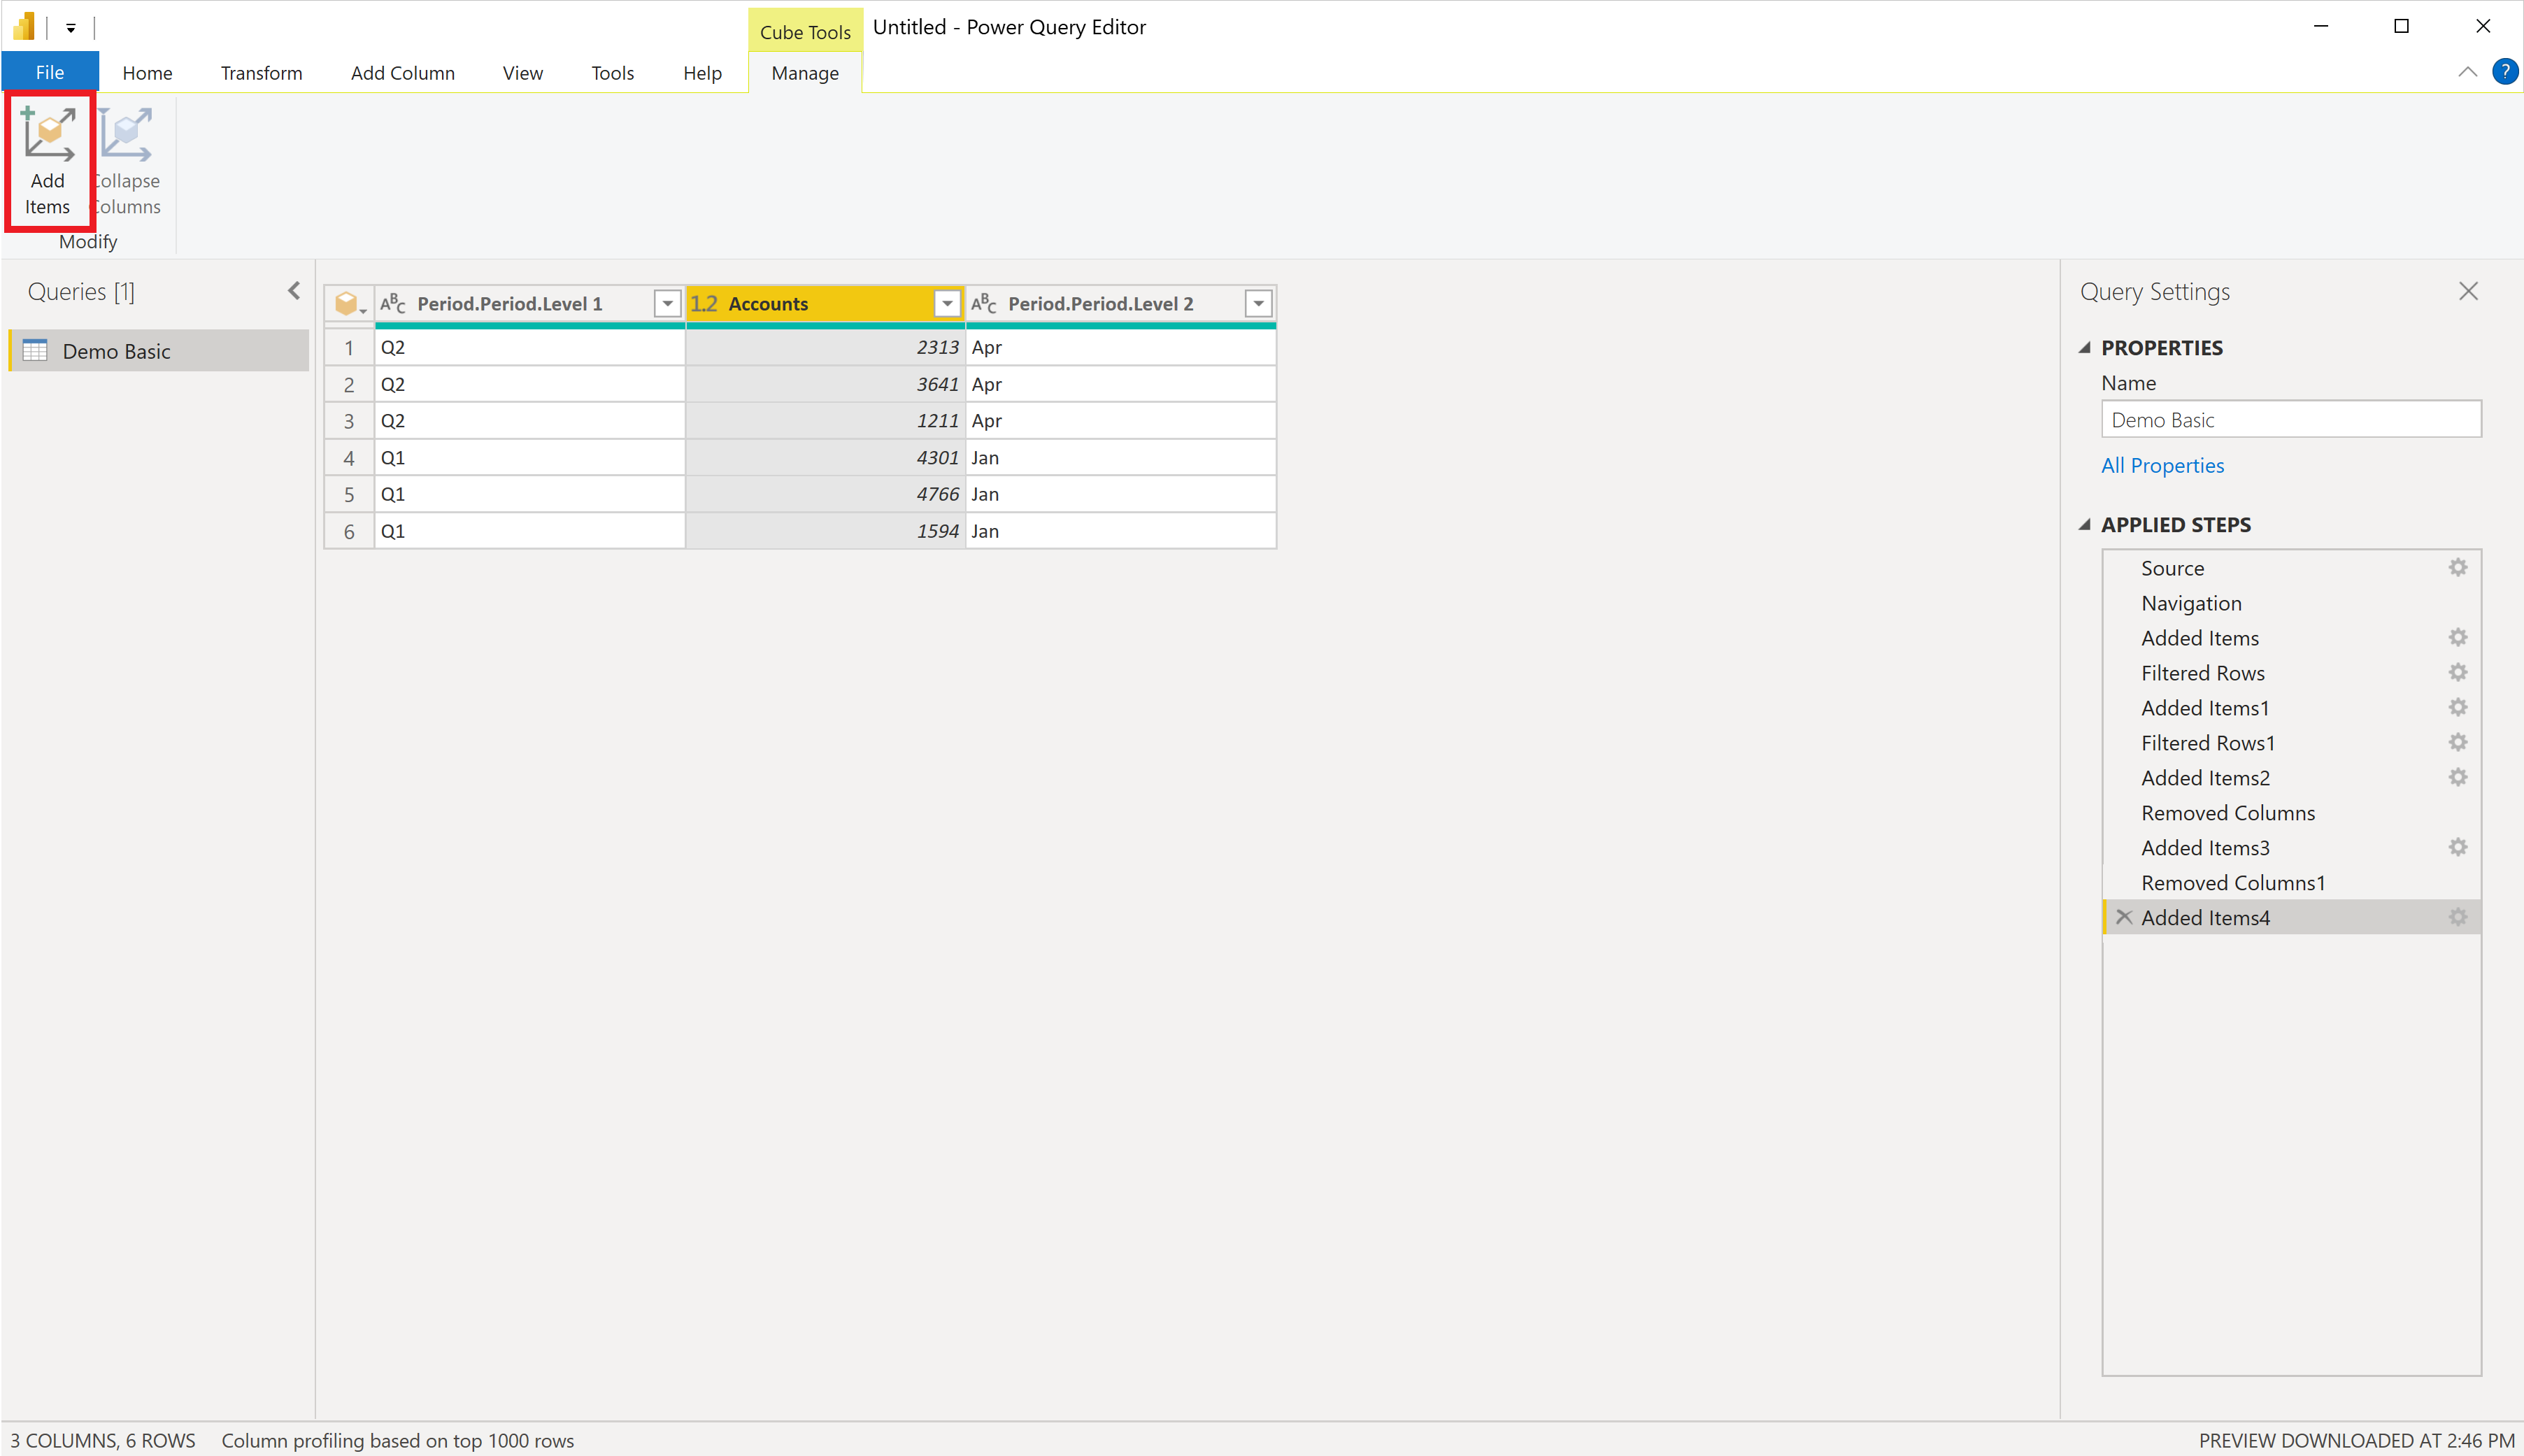 Cube Tools
Untitled - Power Query Editor
File Home Transform Add Column View Tools Help Manage ?
Add Items
Collapse Columns
Modify
Queries [1]
Demo Basic
ABC Period.Period.Level 1 1.2 Accounts ABC Period.Period.Level 2
1 Q2 2313 Apr
2 Q2 3641 Apr
3 Q2 1211 Apr
4 Q1 4301 Jan
5 Q1 4766 Jan
6 Q1 1594 Jan
Query Settings
PROPERTIES
Name
Demo Basic
All Properties
APPLIED STEPS
Source
Navigation
Added Items
Filtered Rows
Added Items1
Filtered Rows1
Added Items2
Removed Columns
Added Items3
Removed Columns1
Added Items4
3 COLUMNS, 6 ROWS Column profiling based on top 1000 rows PREVIEW DOWNLOADED AT 2:46 PM